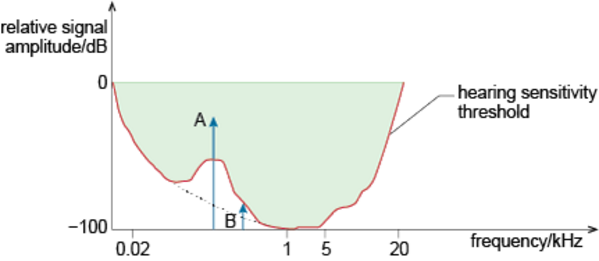 relative signal
amplitude/dB
0
A
hearing sensitivity
threshold
B
−100
0.02
1
5
20
frequency/kHz